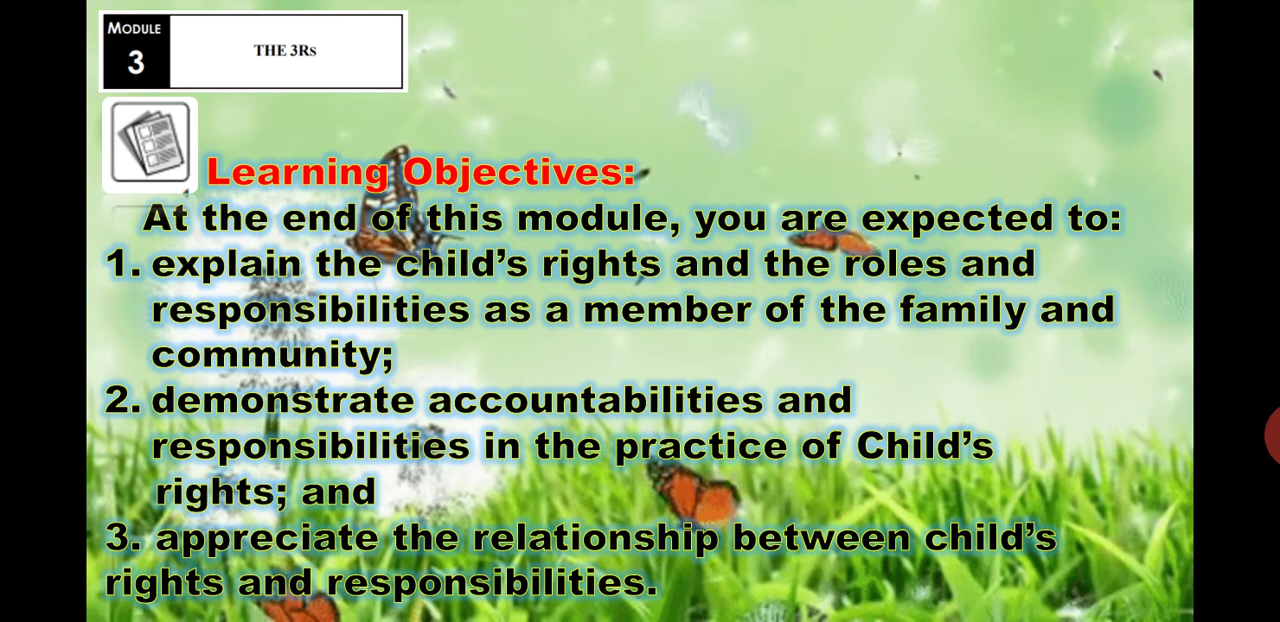 MODULE
3
THE 3Rs
Learning Objectives:
At the end of this module, you are expected to:
1. explain the child's rights and the roles and
responsibilities as a member of the family and
community;
2. demonstrate accountabilities and
responsibilities in the practice of Child's
rights; and
3. appreciate the relationship between child's
rights and responsibilities.